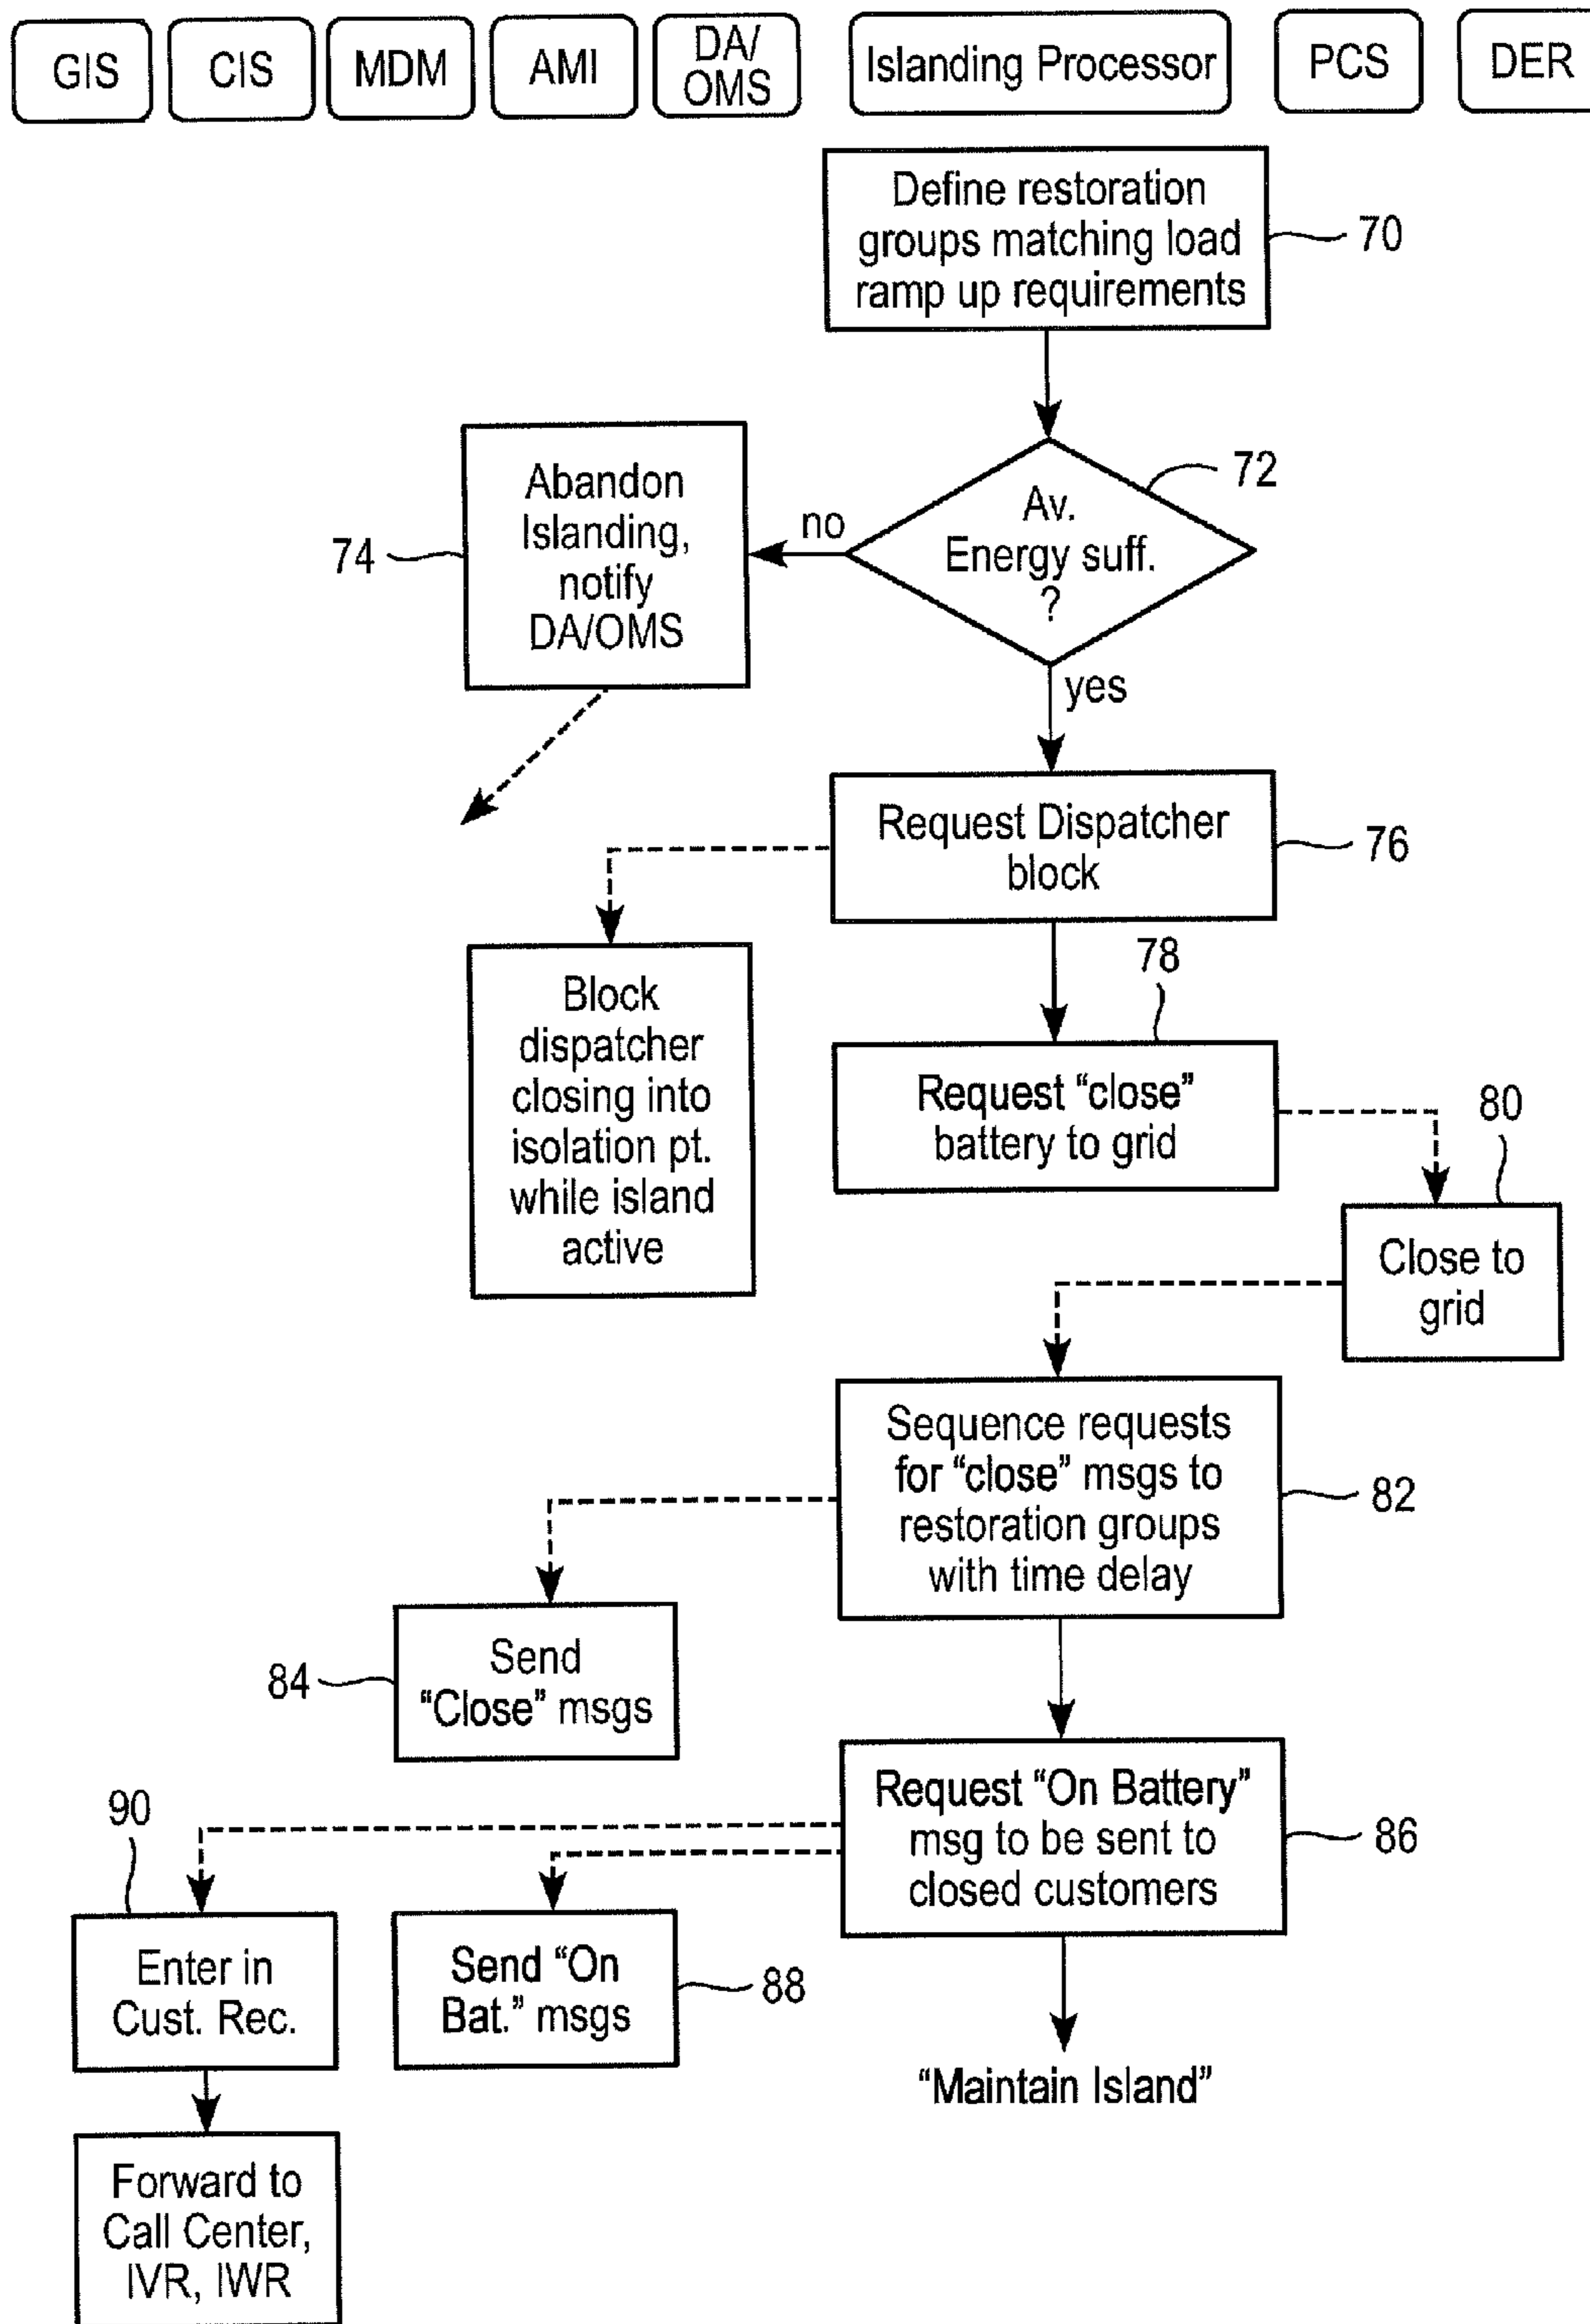 GIS
CIS
MDM
AMI
DA/
OMS
Islanding Processor
PCS
DER
Define restoration
groups matching load
ramp up requirements
70
72
Av.
Energy suff.
?
no
Abandon
Islanding,
notify
DA/OMS
74
yes
Request Dispatcher
block
76
Block
dispatcher
closing into
isolation pt.
while island
active
78
Request “close”
battery to grid
80
Close to
grid
Sequence requests
for “close” msgs to
restoration groups
with time delay
82
Send
“Close” msgs
84
Request “On Battery”
msg to be sent to
closed customers
86
90
Enter in
Cust. Rec.
Send “On
Bat.” msgs
88
“Maintain Island”
Forward to
Call Center,
IVR, IWR